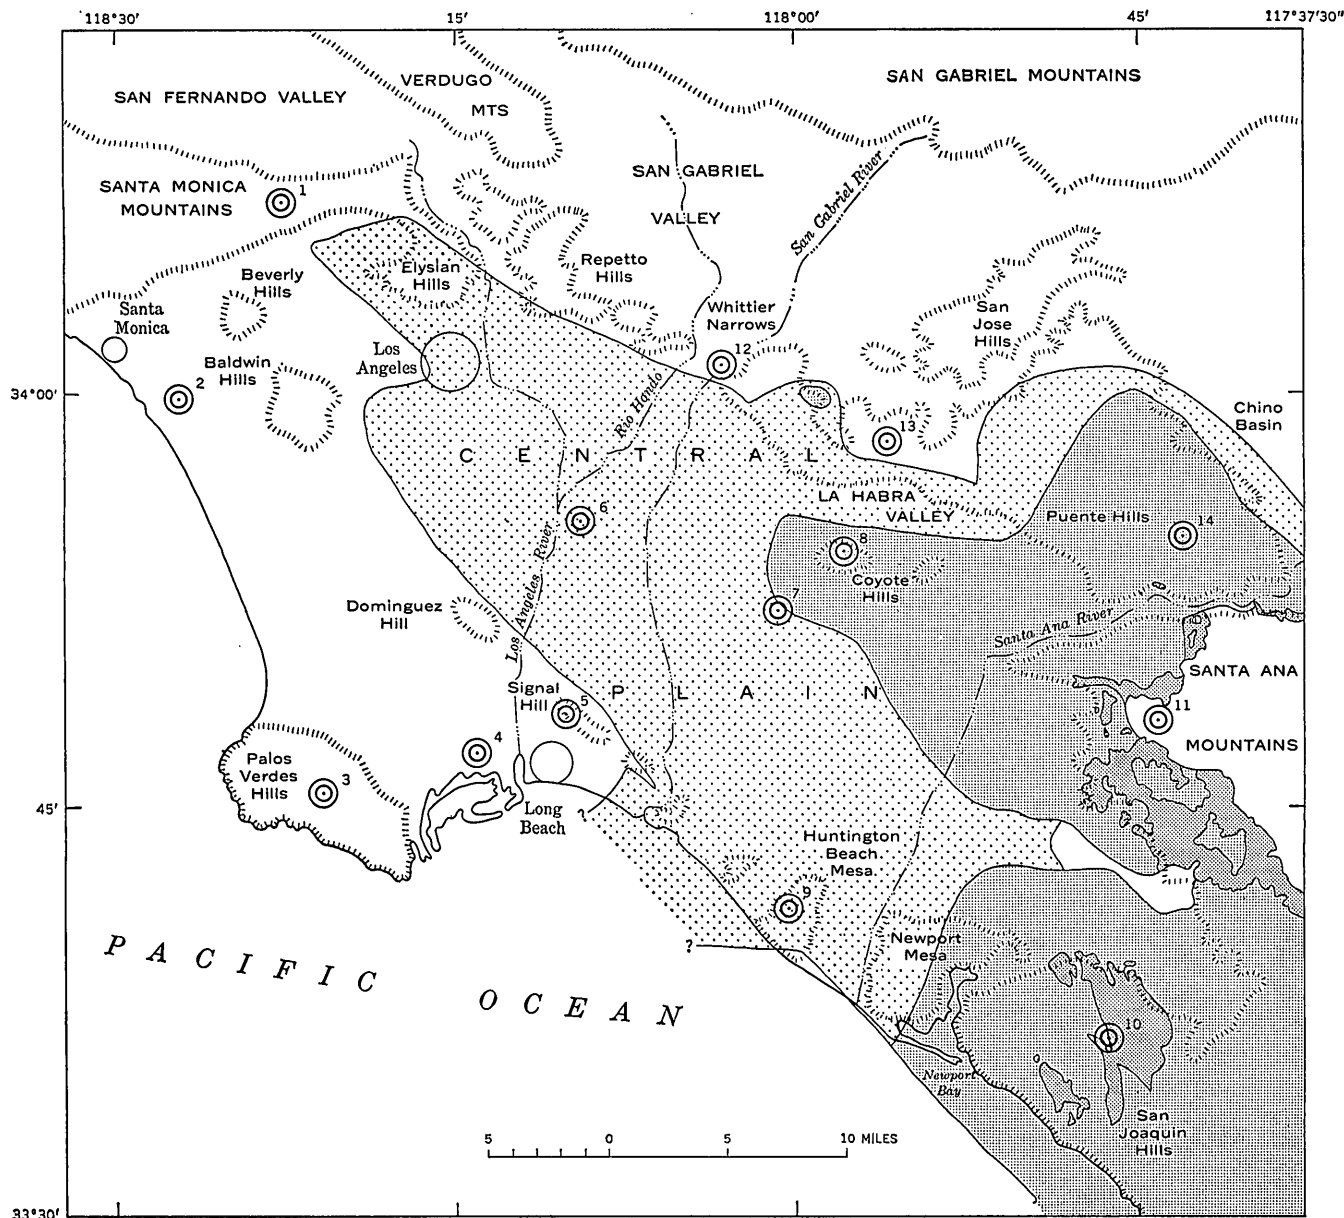 118°30'
15'
118°00'
45'
117°37'30"
SAN FERNANDO VALLEY
VERDUGO
MTS
SAN GABRIEL MOUNTAINS
SANTA MONICA
MOUNTAINS
1
SAN GABRIEL
VALLEY
San Gabriel River
Beverly
Hills
Elysian
Hills
Repetto
Hills
Santa
Monica
Whittier
Narrows
San
Jose
Hills
Los
Angeles
Baldwin
Hills
12
2
34°00'
Rio Hondo
13
Chino
Basin
CENTRAL
LA HABRA
VALLEY
6
Puente Hills
14
8
Coyote
Hills
Los Angeles River
7
Dominguez
Hill
Santa Ana River
SANTA ANA
MOUNTAINS
11
PLAIN
Signal
Hill
5
4
Palos
Verdes
Hills
3
45'
Long
Beach
?
Huntington
Beach
Mesa
9
?
Newport
Mesa
PACIFIC OCEAN
10
Newport
Bay
San
Joaquin
Hills
5 0 5 10 MILES
33°30'